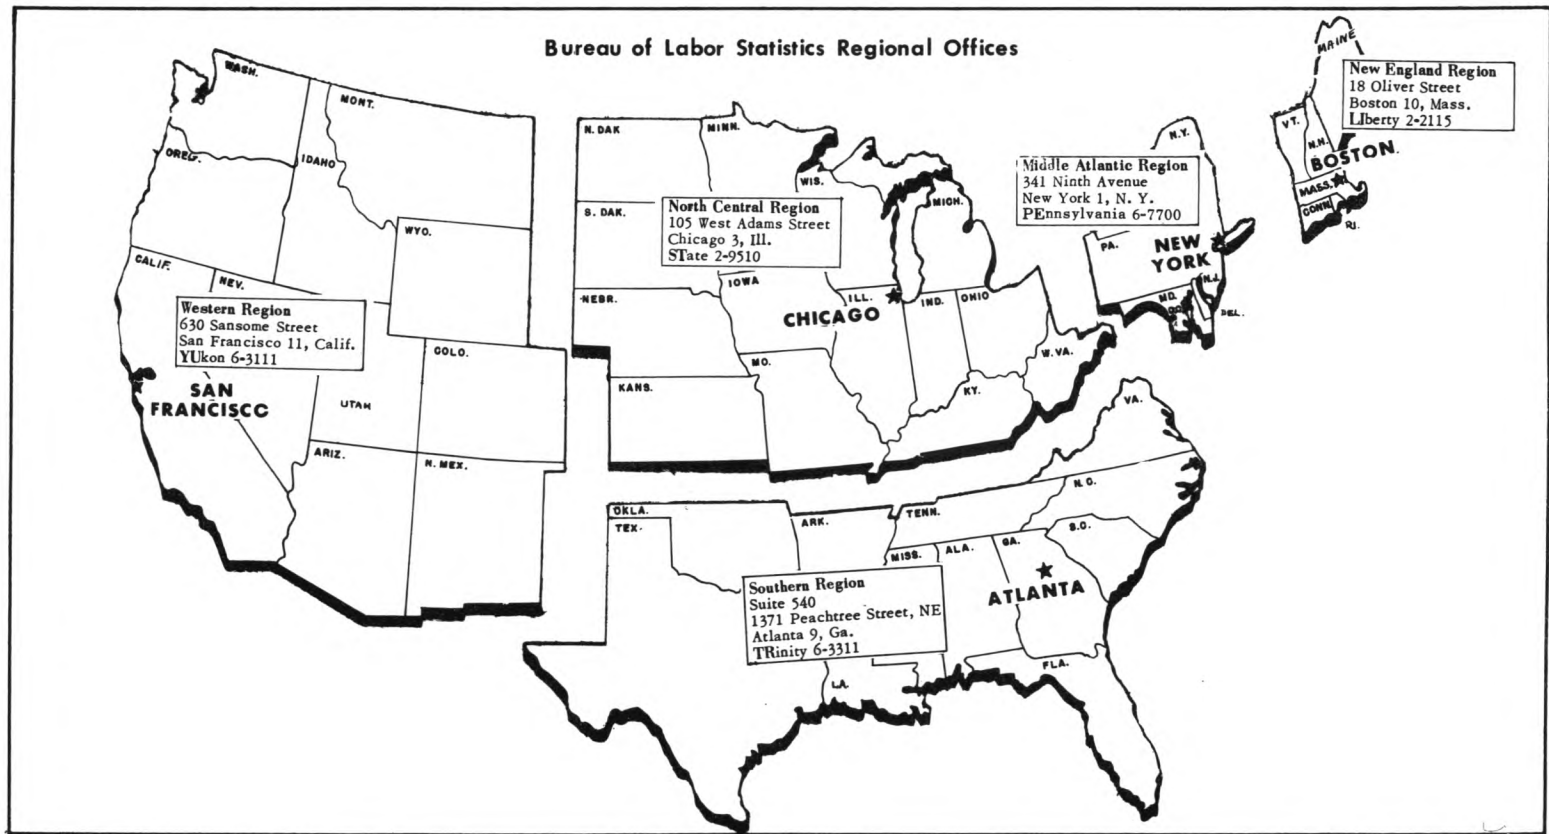 Bureau of Labor Statistics Regional Offices
WASH.
MONT.
OREG.
IDAHO
WYO.
CALIF.
NEV.
Western Region
630 Sansome Street
San Francisco 11, Calif.
YUkon 6-3111
SAN
FRANCISCO
UTAH
COLO.
ARIZ.
N. MEX.
N. DAK
MINN.
S. DAK.
WIS.
MICH.
North Central Region
105 West Adams Street
Chicago 3, Ill.
STate 2-9510
NEBR.
IOWA
ILL.
IND.
OHIO
CHICAGO
KANS.
MO.
KY.
W. VA.
Middle Atlantic Region
341 Ninth Avenue
New York 1, N. Y.
PEnnsylvania 6-7700
N.Y.
PA.
NEW
YORK
N.J.
MD.
DEL.
MAINE
New England Region
18 Oliver Street
Boston 10, Mass.
LIberty 2-2115
VT.
N.H.
BOSTON
MASS.
CONN.
R.I.
VA.
N. C.
S.C.
OKLA.
TEX.
ARK.
TENN.
MISS.
ALA.
GA.
Southern Region
Suite 540
1371 Peachtree Street, NE
Atlanta 9, Ga.
TRinity 6-3311
ATLANTA
LA.
FLA.